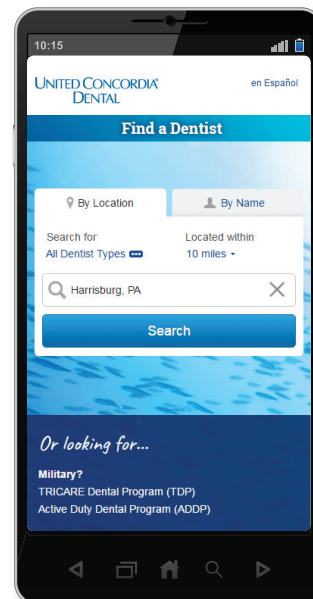 10:15
UNITED CONCORDIA®
DENTAL
en Español
Find a Dentist
By Location
By Name
Search for
Located within
All Dentist Types
10 miles
Harrisburg, PA
Search
Or looking for...
Military?
TRICARE Dental Program (TDP)
Active Duty Dental Program (ADDP)